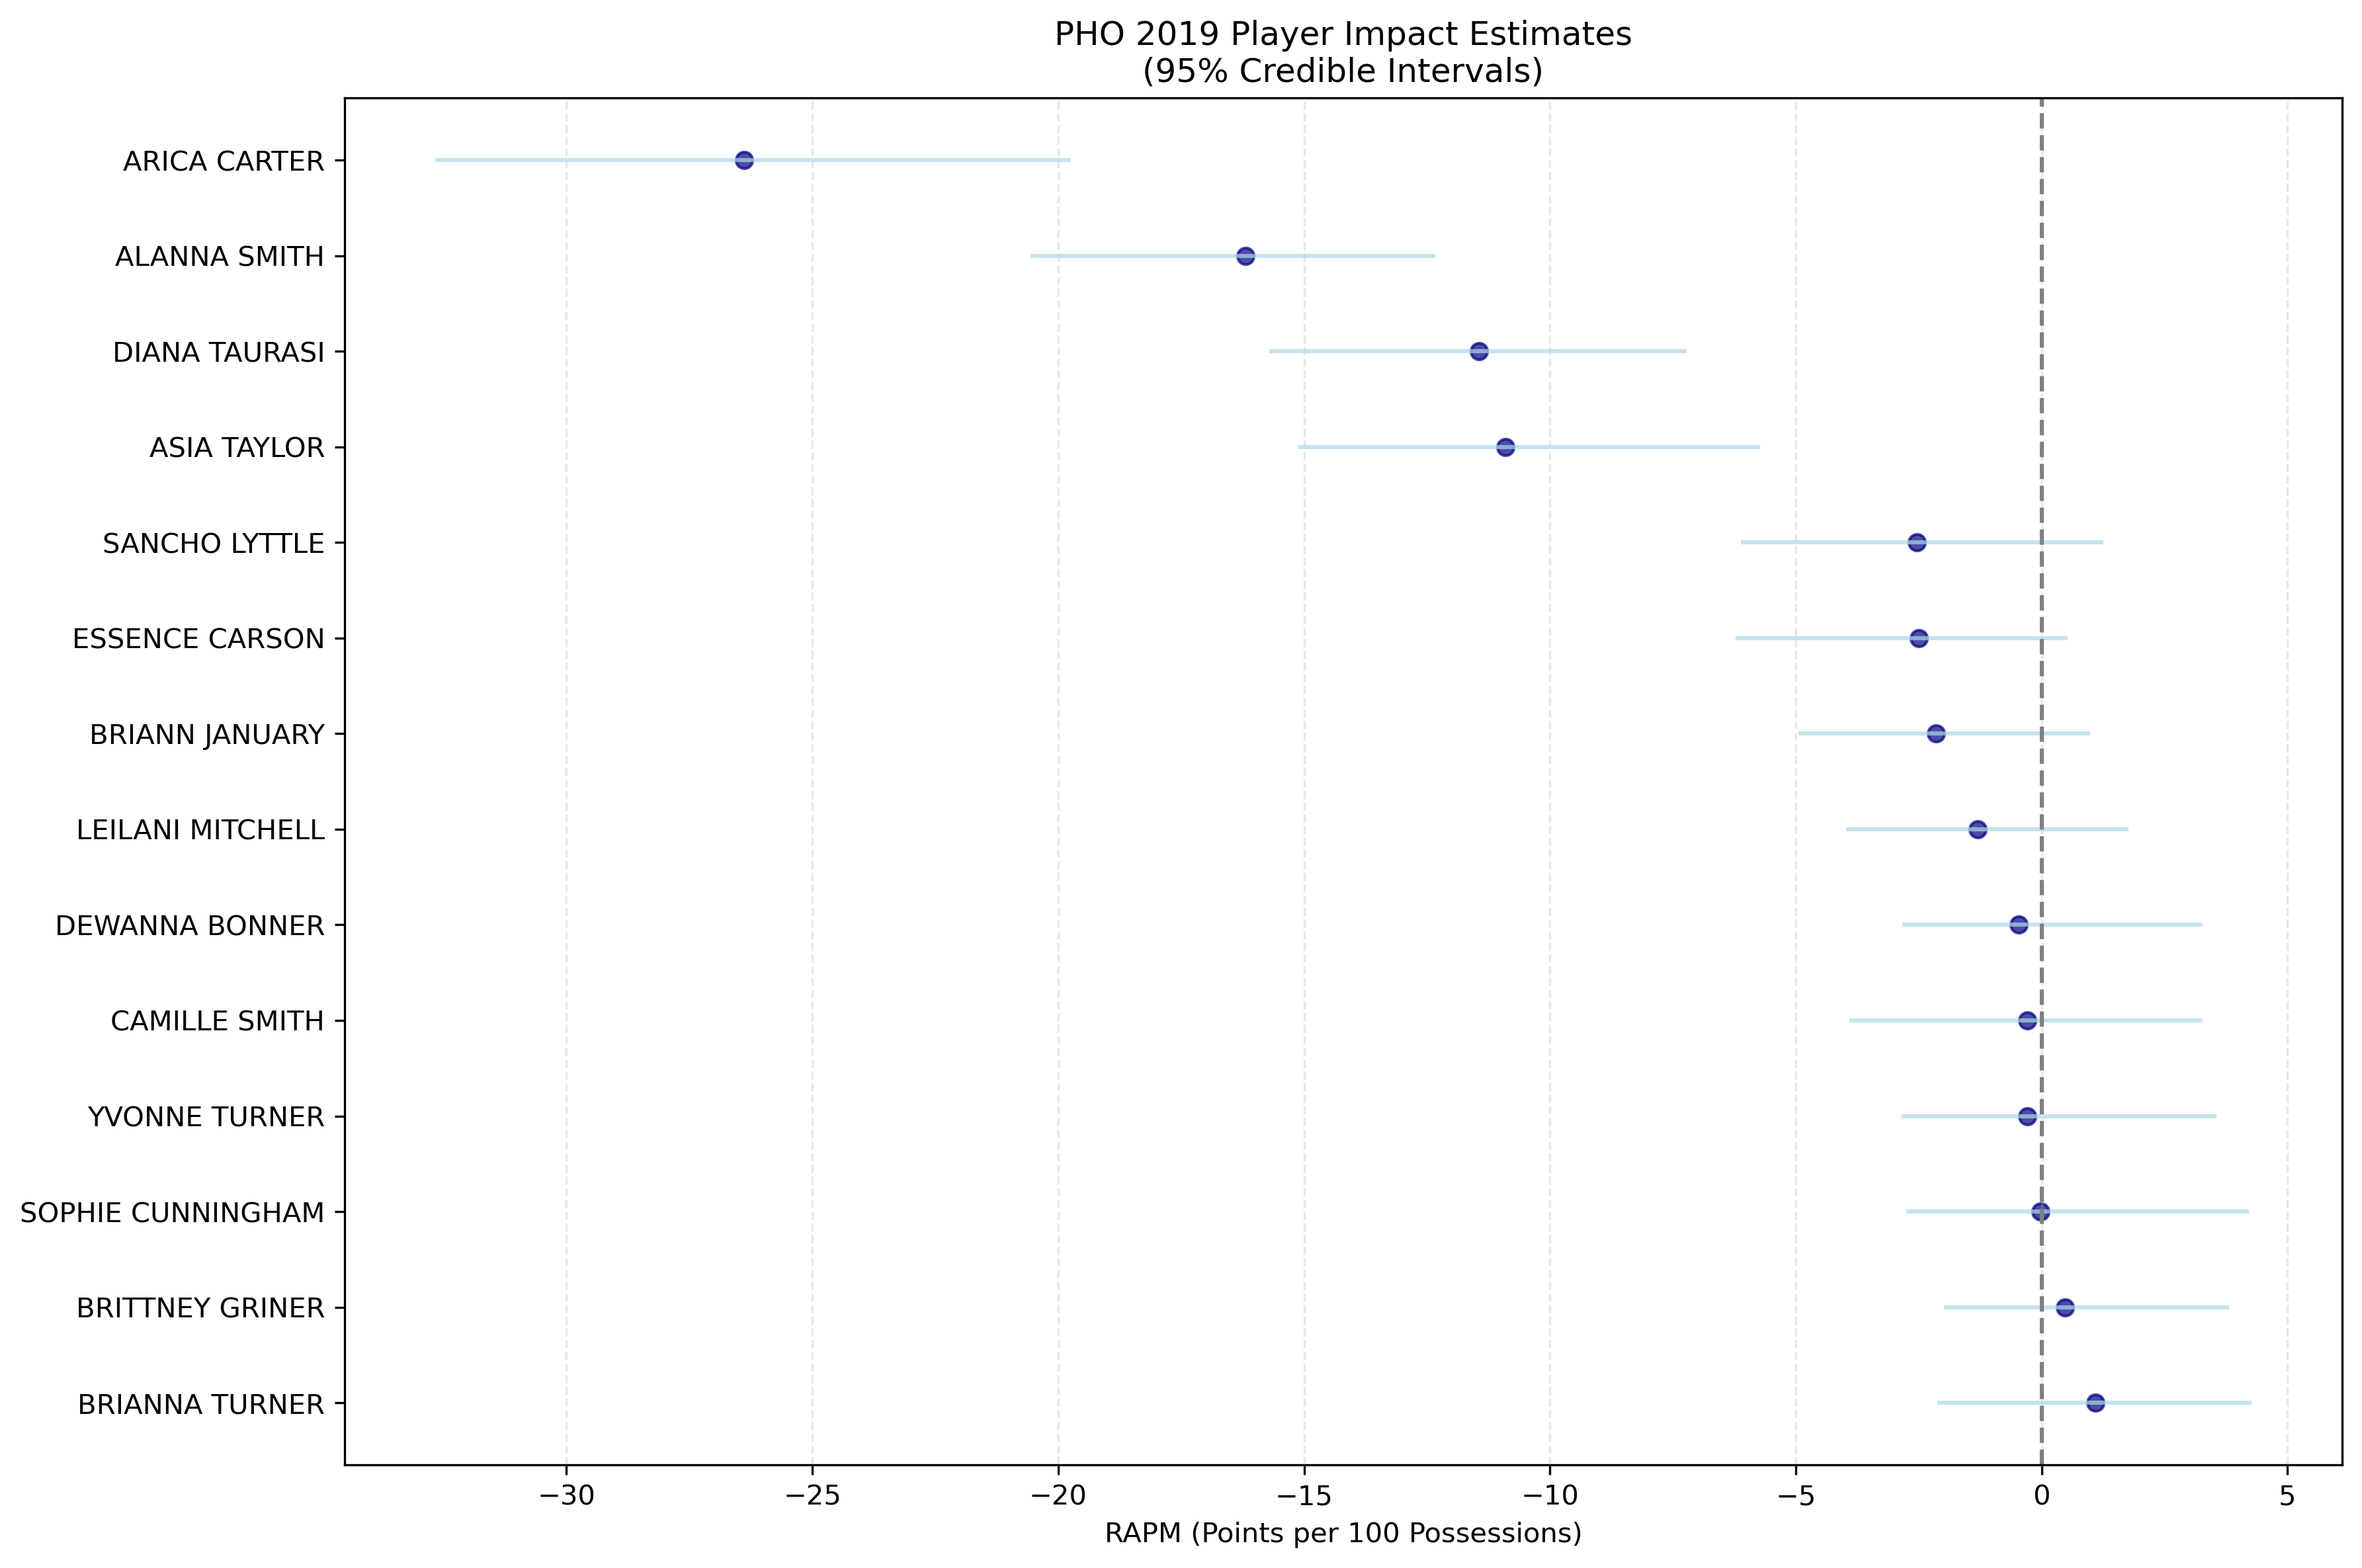 PHO 2019 Player Impact Estimates
(95% Credible Intervals)
ARICA CARTER
ALANNA SMITH
DIANA TAURASI
ASIA TAYLOR
SANCHO LYTTLE
ESSENCE CARSON
BRIANN JANUARY
LEILANI MITCHELL
DEWANNA BONNER
CAMILLE SMITH
YVONNE TURNER
SOPHIE CUNNINGHAM
BRITTNEY GRINER
BRIANNA TURNER
−30 −25 −20 −15 −10 −5 0 5
RAPM (Points per 100 Possessions)